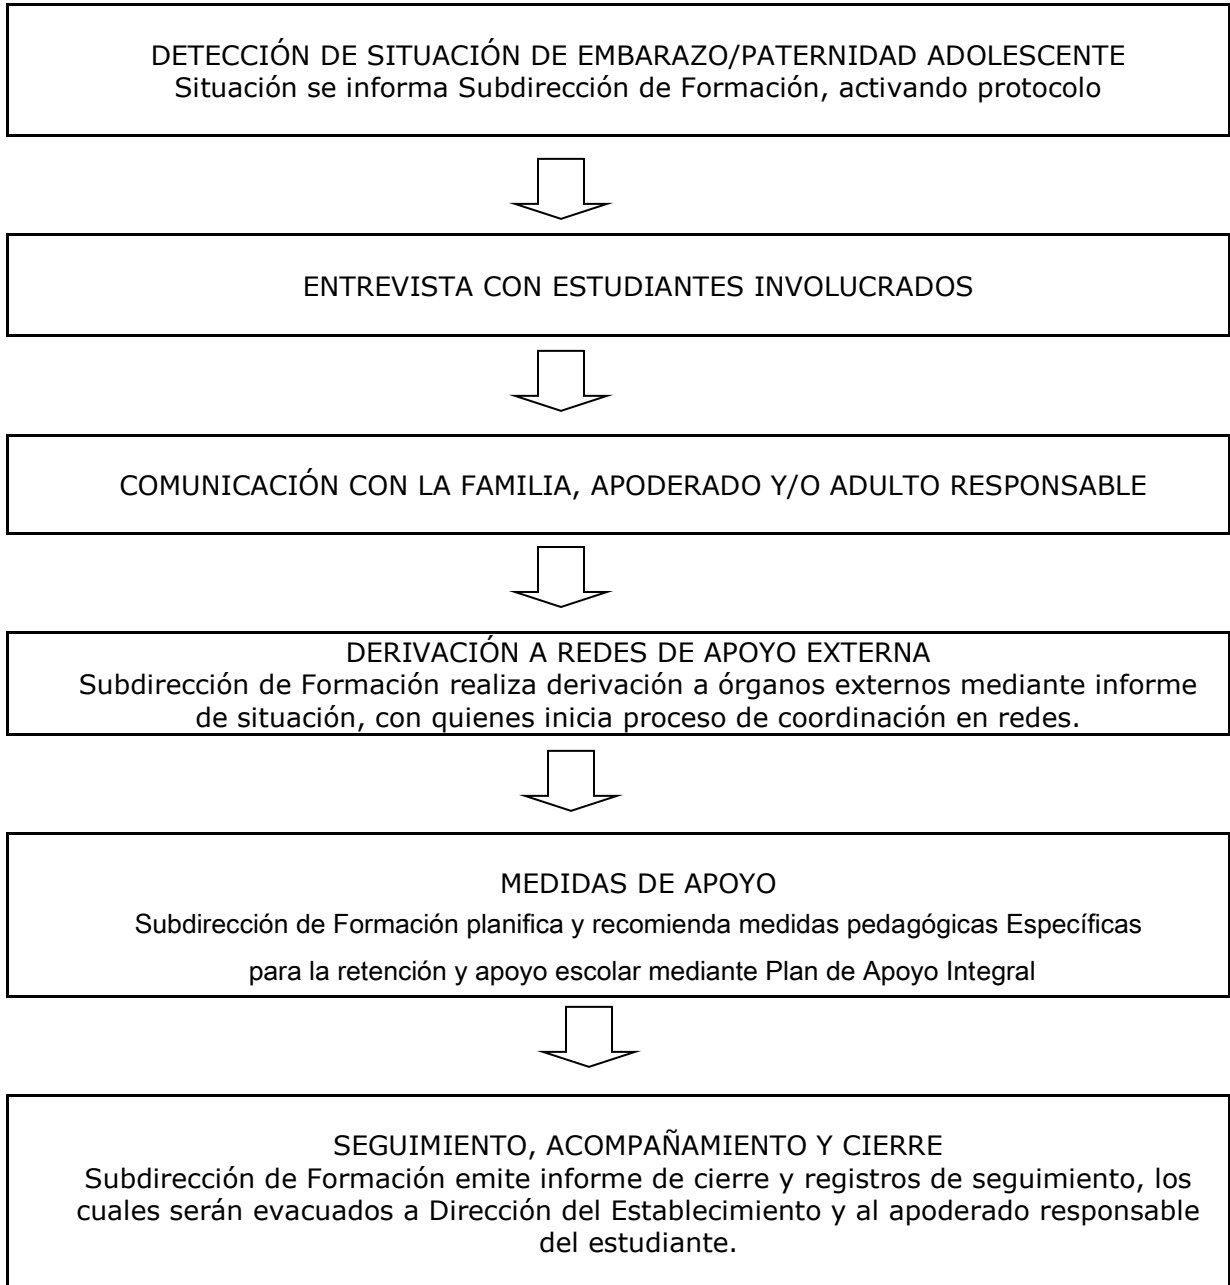 DETECCIÓN DE SITUACIÓN DE EMBARAZO/PATERNIDAD ADOLESCENTE
Situación se informa Subdirección de Formación, activando protocolo
ENTREVISTA CON ESTUDIANTES INVOLUCRADOS
COMUNICACIÓN CON LA FAMILIA, APODERADO Y/O ADULTO RESPONSABLE
DERIVACIÓN A REDES DE APOYO EXTERNA
Subdirección de Formación realiza derivación a órganos externos mediante informe
de situación, con quienes inicia proceso de coordinación en redes.
MEDIDAS DE APOYO
Subdirección de Formación planifica y recomienda medidas pedagógicas Específicas
para la retención y apoyo escolar mediante Plan de Apoyo Integral
SEGUIMIENTO, ACOMPAÑAMIENTO Y CIERRE
Subdirección de Formación emite informe de cierre y registros de seguimiento, los
cuales serán evacuados a Dirección del Establecimiento y al apoderado responsable
del estudiante.